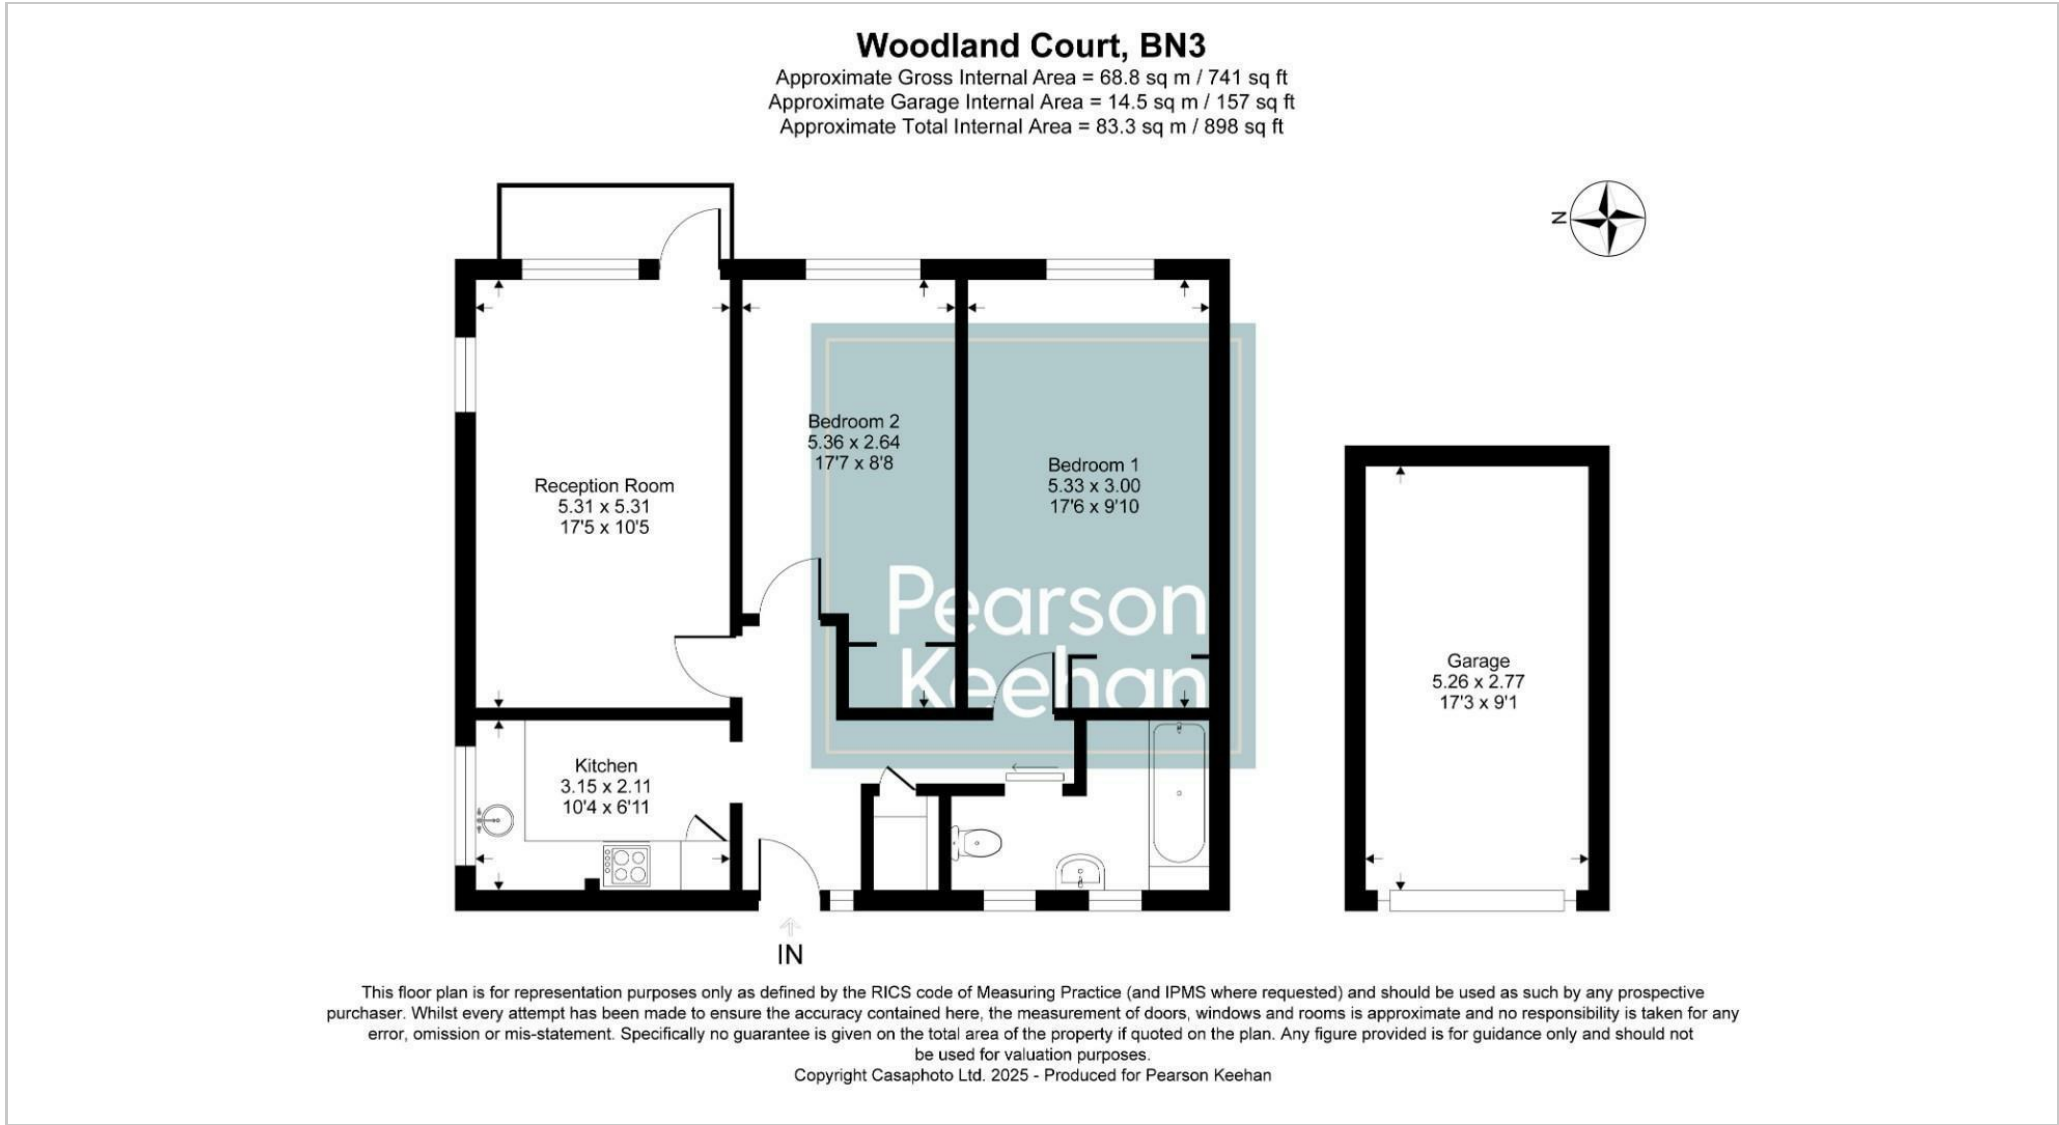 Woodland Court, BN3
Approximate Gross Internal Area = 68.8 sq m / 741 sq ft
Approximate Garage Internal Area = 14.5 sq m / 157 sq ft
Approximate Total Internal Area = 83.3 sq m / 898 sq ft
N
Bedroom 2
5.36 x 2.64
17'7 x 8'8
Bedroom 1
5.33 x 3.00
17'6 x 9'10
Reception Room
5.31 x 5.31
17'5 x 10'5
Pearson
Keehan
Garage
5.26 x 2.77
17'3 x 9'1
Kitchen
3.15 x 2.11
10'4 x 6'11
IN
This floor plan is for representation purposes only as defined by the RICS code of Measuring Practice (and IPMS where requested) and should be used as such by any prospective
purchaser. Whilst every attempt has been made to ensure the accuracy contained here, the measurement of doors, windows and rooms is approximate and no responsibility is taken for any
error, omission or mis-statement. Specifically no guarantee is given on the total area of the property if quoted on the plan. Any figure provided is for guidance only and should not
be used for valuation purposes.
Copyright Casaphoto Ltd. 2025 - Produced for Pearson Keehan